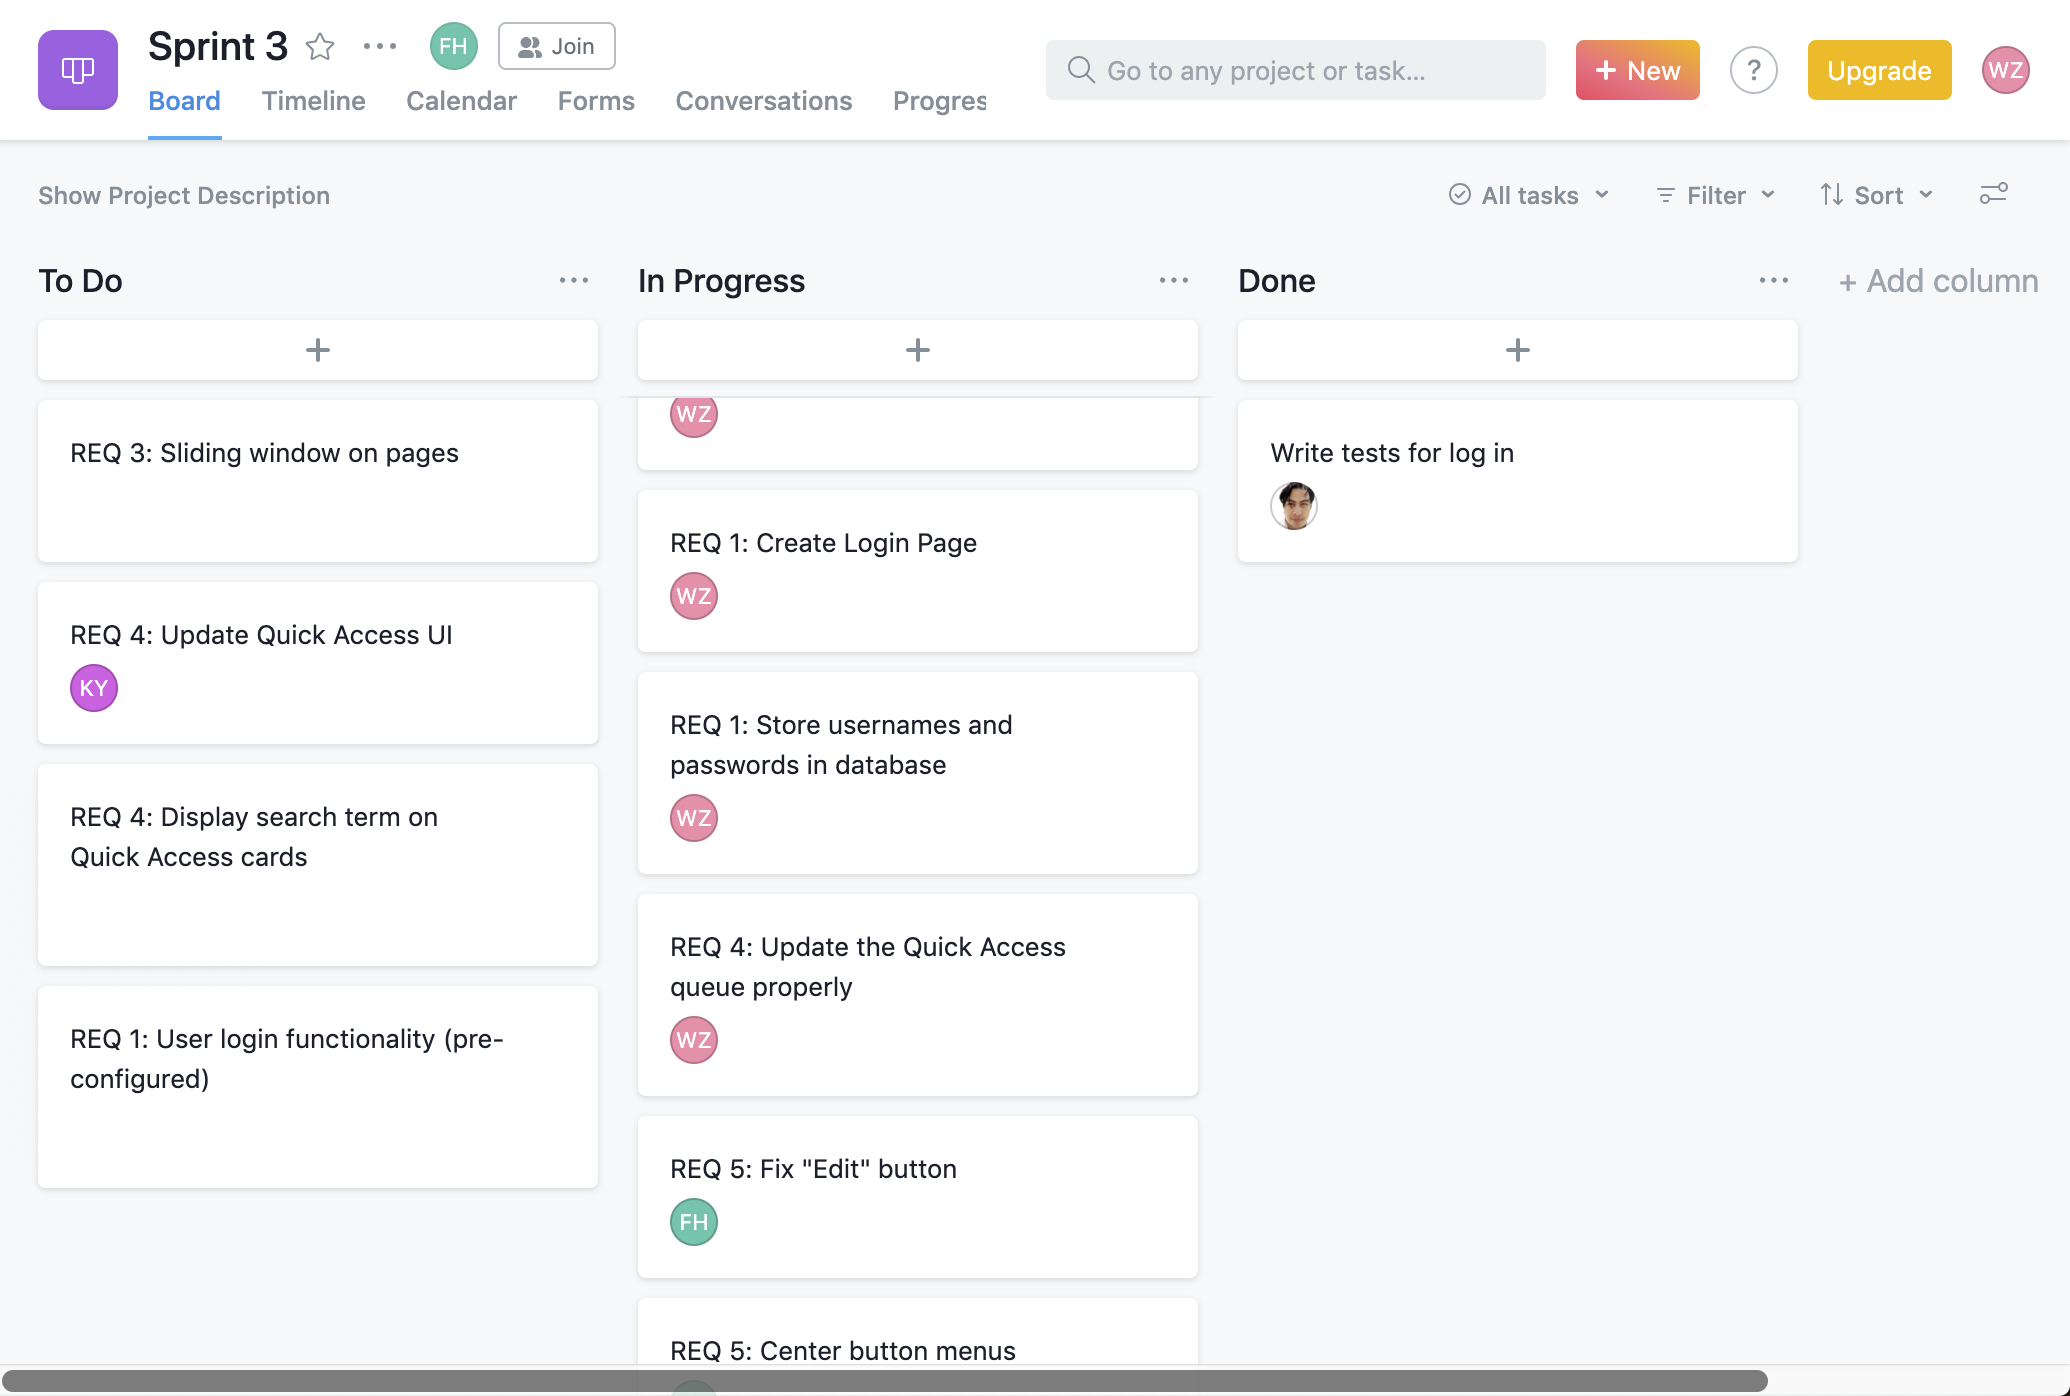 Sprint 3
FH
Join
Board
Timeline
Calendar
Forms
Conversations
Progres
Go to any project or task...
+ New
?
Upgrade
WZ
Show Project Description
All tasks
Filter
Sort
To Do
+
REQ 3: Sliding window on pages
REQ 4: Update Quick Access UI
KY
REQ 4: Display search term on
Quick Access cards
REQ 1: User login functionality (pre-
configured)
In Progress
+
WZ
REQ 1: Create Login Page
WZ
REQ 1: Store usernames and
passwords in database
WZ
REQ 4: Update the Quick Access
queue properly
WZ
REQ 5: Fix "Edit" button
FH
REQ 5: Center button menus
Done
+
Write tests for log in
+ Add column